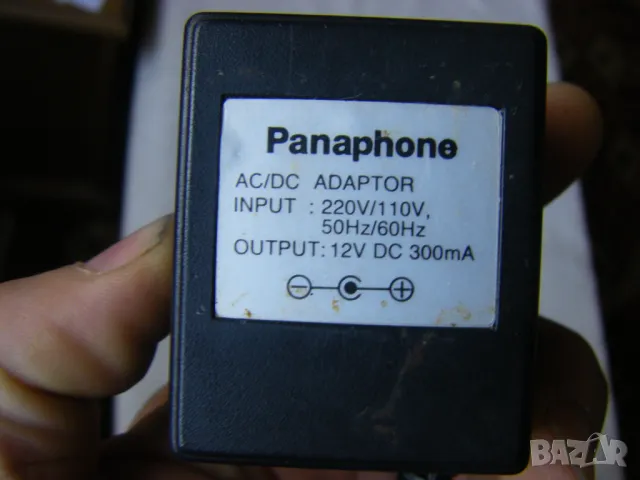 Panaphone
AC/DC ADAPTOR
INPUT : 220V/110V,
50Hz/60Hz
OUTPUT: 12V DC 300mA
BAZAR